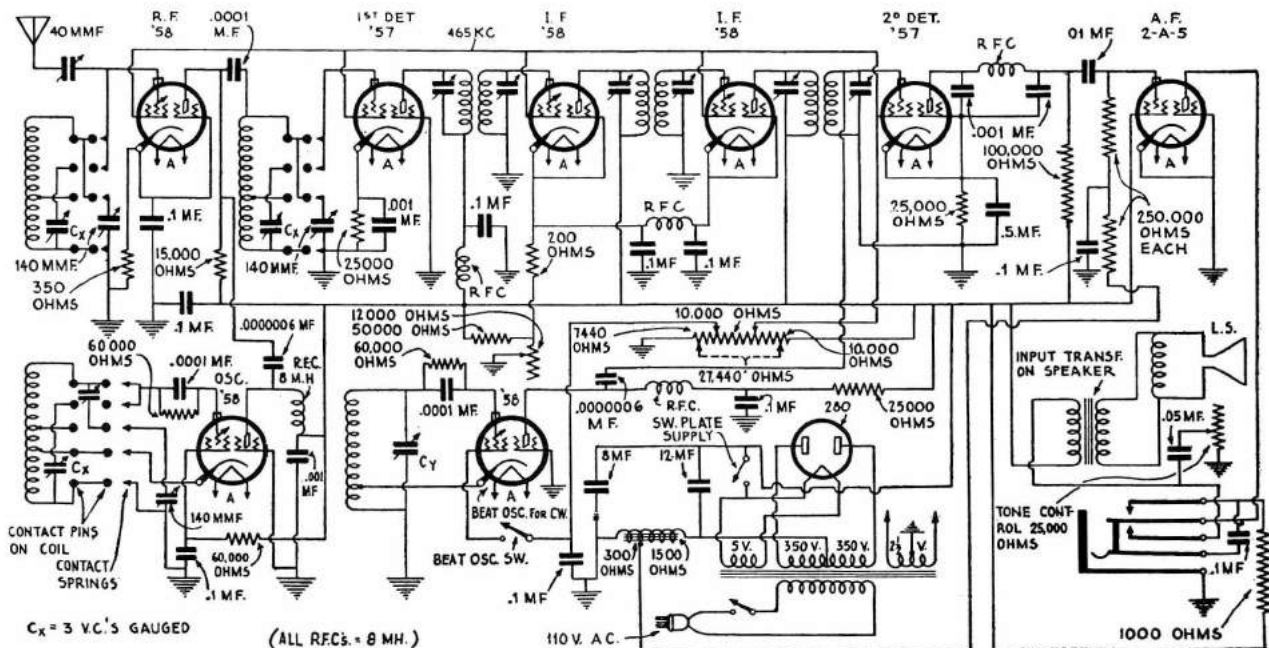 R.F.
'58
.0001
M.F.
1ST DET.
'57
I.F
'58
I.F.
'58
2º DET.
'57
A.F.
2-A-5
40 MMF
465 KC
R F C
01 MF
A
A
A
A
A
A
.001 MF.
100,000
OHMS
.1 MF.
.001
M F.
.1 MF
R F C
25,000
OHMS
.5 MF.
250.000
OHMS
EACH
Cx
140 MMF.
350
OHMS
15.000
OHMS
Cx
140 MMF.
25000
OHMS
R F C
200
OHMS
.1 MF.
.1 MF.
.1 MF.
.1 MF.
.0000006 MF
12.000 OHMS
50000 OHMS
60,000
OHMS
7440
OHMS
10.000 OHMS
10.000
OHMS
27.440 OHMS
L.S.
INPUT TRANSF.
ON SPEAKER
60 000
OHMS
.0001 MF.
OSC.
'58
R.F.C.
8 M.H
.0001 MF.
'58
.0000006
M F.
R.F.C.
.1 MF
25000
OHMS
SW. PLATE
SUPPLY
280
.05 MF.
Cx
A
.001
MF
CY
A
8 MF
12-MF
CONTACT PINS
ON COIL
CONTACT
SPRINGS
140 MMF
60,000
OHMS
.1 MF.
BEAT OSC. FOR CW.
BEAT OSC. SW.
.1 MF
300
OHMS
1500
OHMS
5 V.
350 V.
350 V.
2½ V.
TONE CONT-
ROL 25,000
OHMS
.1 MF
Cx = 3 V.C.'S GAUGED
(ALL R.F.C's. = 8 MH.)
110 V. A C.
1000 OHMS